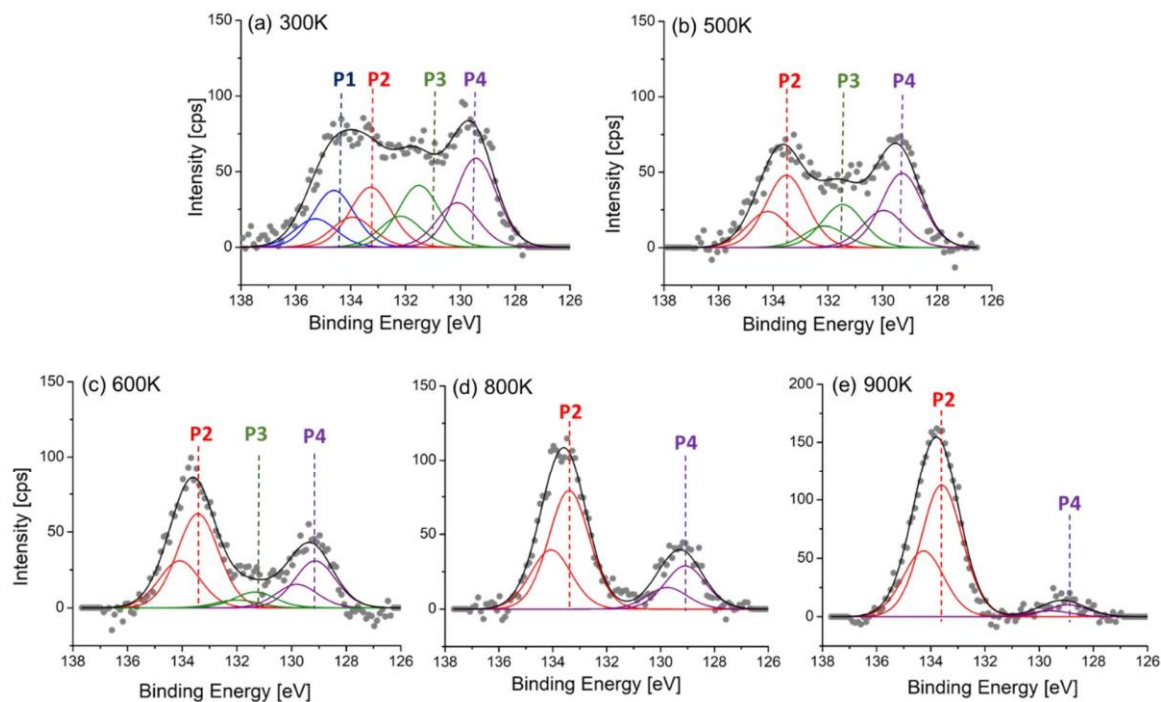 (a) 300K
P1 P2 P3 P4
Intensity [cps]
150
100
50
0
138 136 134 132 130 128 126
Binding Energy [eV]
(b) 500K
P2 P3 P4
Intensity [cps]
150
100
50
0
138 136 134 132 130 128 126
Binding Energy [eV]
(c) 600K
P2 P3 P4
Intensity [cps]
150
100
50
0
138 136 134 132 130 128 126
Binding Energy [eV]
(d) 800K
P2 P4
150
100
50
0
138 136 134 132 130 128 126
Binding Energy [eV]
(e) 900K
P2 P4
200
150
100
50
0
138 136 134 132 130 128 126
Binding Energy [eV]